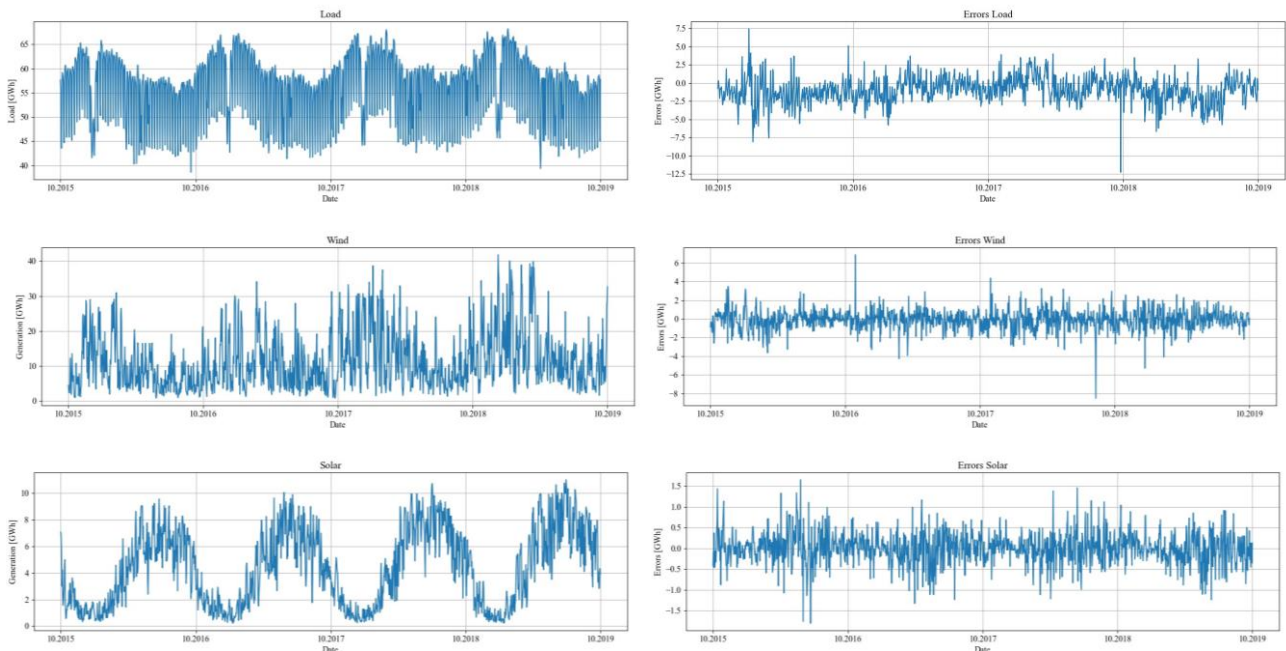 Load
Load [GWh]
65
60
55
50
45
40
10.2015 10.2016 10.2017 10.2018 10.2019
Date
Errors Load
Errors [GWh]
7.5
5.0
2.5
0.0
−2.5
−5.0
−7.5
−10.0
−12.5
10.2015 10.2016 10.2017 10.2018 10.2019
Date
Wind
Generation [GWh]
40
30
20
10
0
10.2015 10.2016 10.2017 10.2018 10.2019
Date
Errors Wind
Errors [GWh]
6
4
2
0
−2
−4
−6
−8
10.2015 10.2016 10.2017 10.2018 10.2019
Date
Solar
Generation [GWh]
10
8
6
4
2
0
10.2015 10.2016 10.2017 10.2018 10.2019
Date
Errors Solar
Errors [GWh]
1.5
1.0
0.5
0.0
−0.5
−1.0
−1.5
10.2015 10.2016 10.2017 10.2018 10.2019
Date